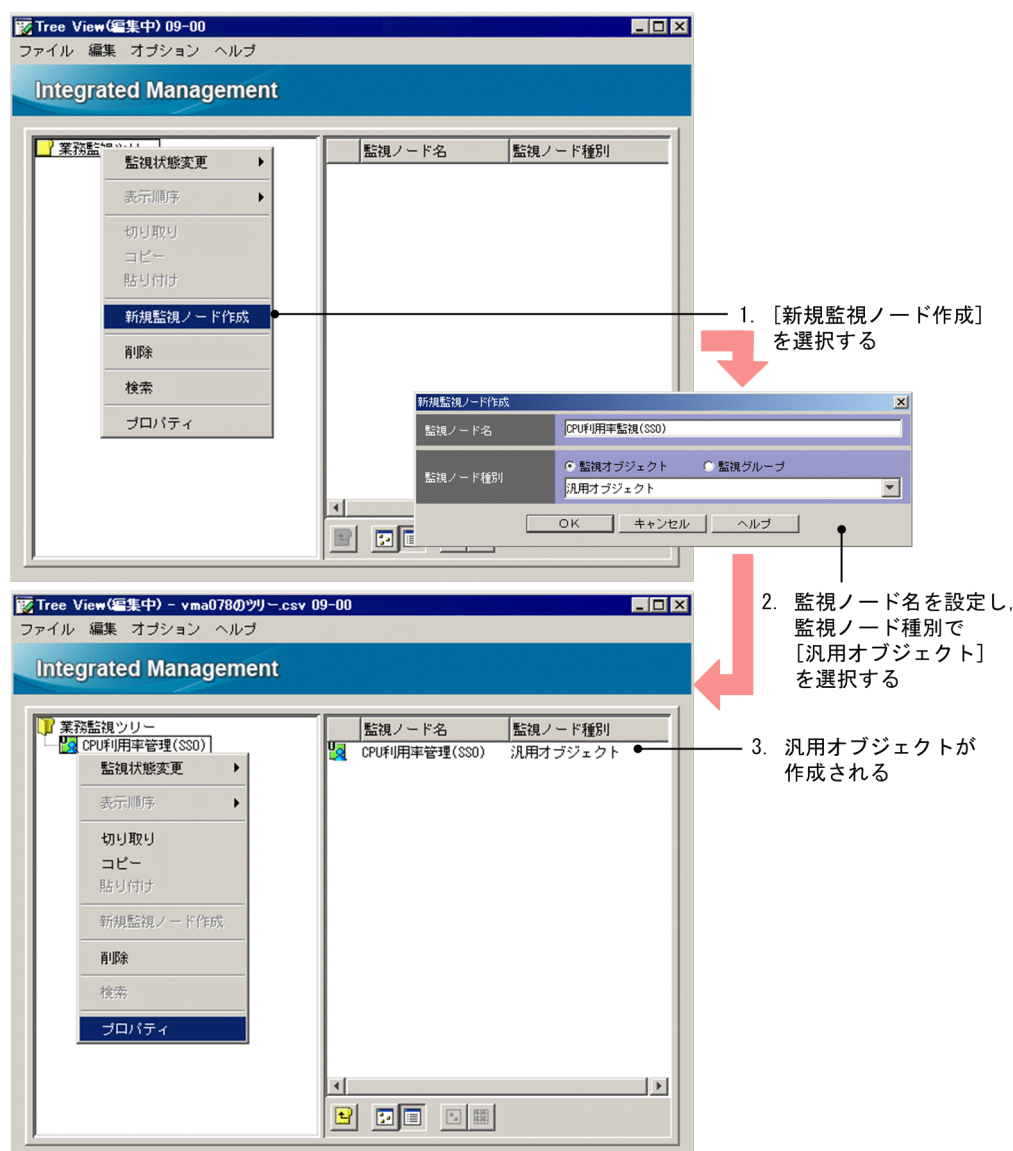 Tree View(編集中) 09-00
ファイル 編集 オプション ヘルプ
Integrated Management
業務監視ツリー
監視ノード名 監視ノード種別
監視状態変更
表示順序
切り取り
コピー
貼り付け
新規監視ノード作成
削除
検索
プロパティ
1. [新規監視ノード作成]
を選択する
新規監視ノード作成
監視ノード名 CPU利用率監視(SSO)
監視ノード種別 監視オブジェクト 監視グループ
汎用オブジェクト
OK キャンセル ヘルプ
2. 監視ノード名を設定し,
監視ノード種別で
[汎用オブジェクト]
を選択する
Tree View(編集中) - vma078のツリー.csv 09-00
ファイル 編集 オプション ヘルプ
Integrated Management
業務監視ツリー
CPU利用率管理(SSO)
監視ノード名 監視ノード種別
CPU利用率管理(SSO) 汎用オブジェクト
監視状態変更
表示順序
切り取り
コピー
貼り付け
新規監視ノード作成
削除
検索
プロパティ
3. 汎用オブジェクトが
作成される